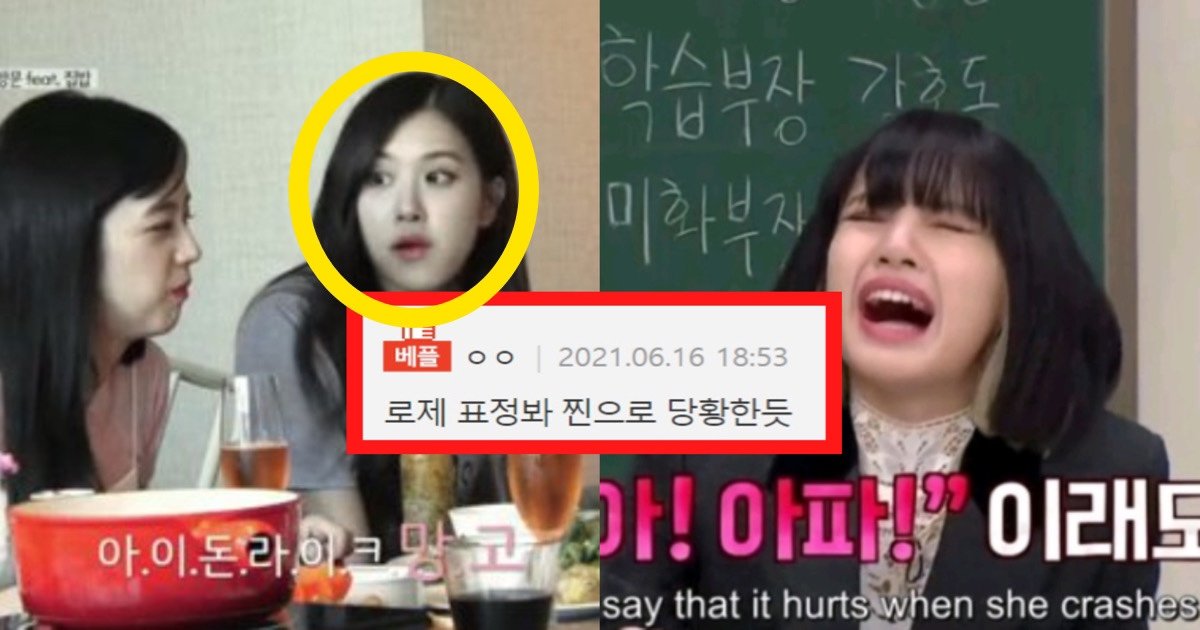 방문 feat. 집밥
학습부장
미화부장
베플 ㅇㅇ | 2021.06.16 18:53
로제 표정봐 찐으로 당황한듯
아.이.돈.라.이ㅋ 망고
아! 아파!” 이래도
say that it hurts when she crashes